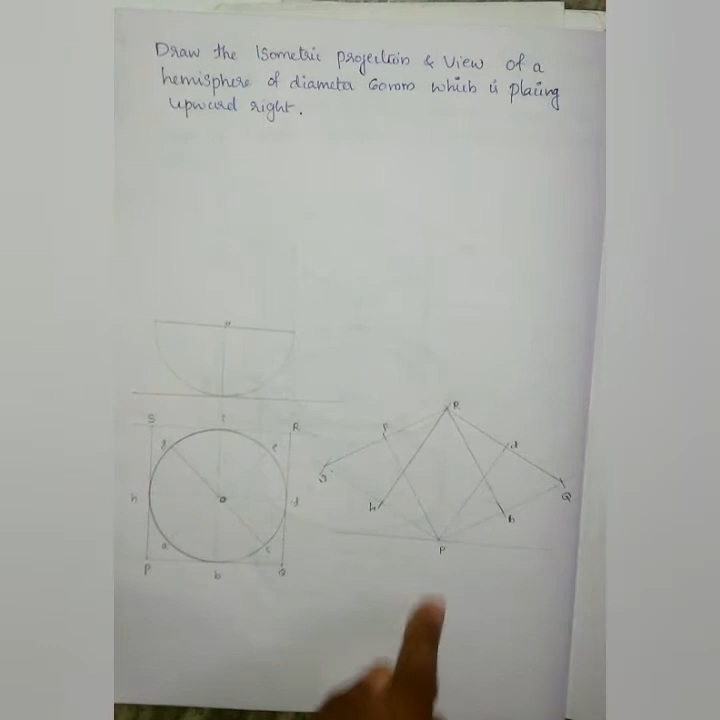 Draw the Isometric projection & View of a
hemisphere of diameter 60mm which is placing
upward right.
S
R
h
d
a
c
P
b
Q
R
d
Q
h
b
P